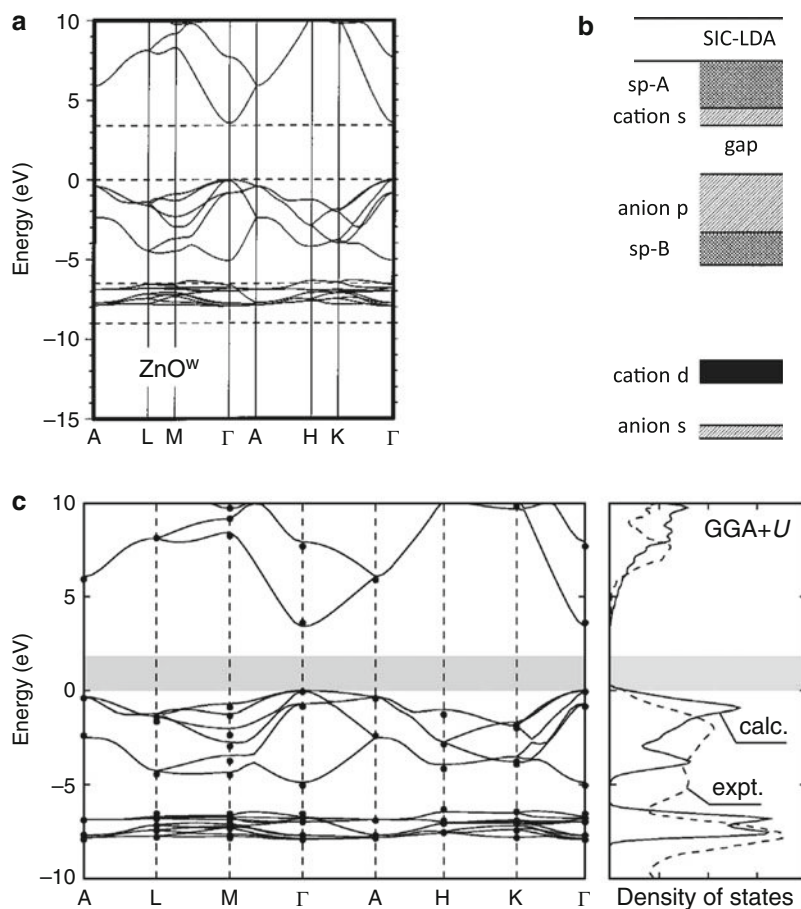 a
10
5
0
−5
−10
−15
Energy (eV)
ZnOʷ
A L M Γ A H K Γ
b
SIC-LDA
sp-A
cation s
gap
anion p
sp-B
cation d
anion s
c
10
5
0
−5
−10
Energy (eV)
A L M Γ A H K Γ
GGA+U
calc.
expt.
Density of states